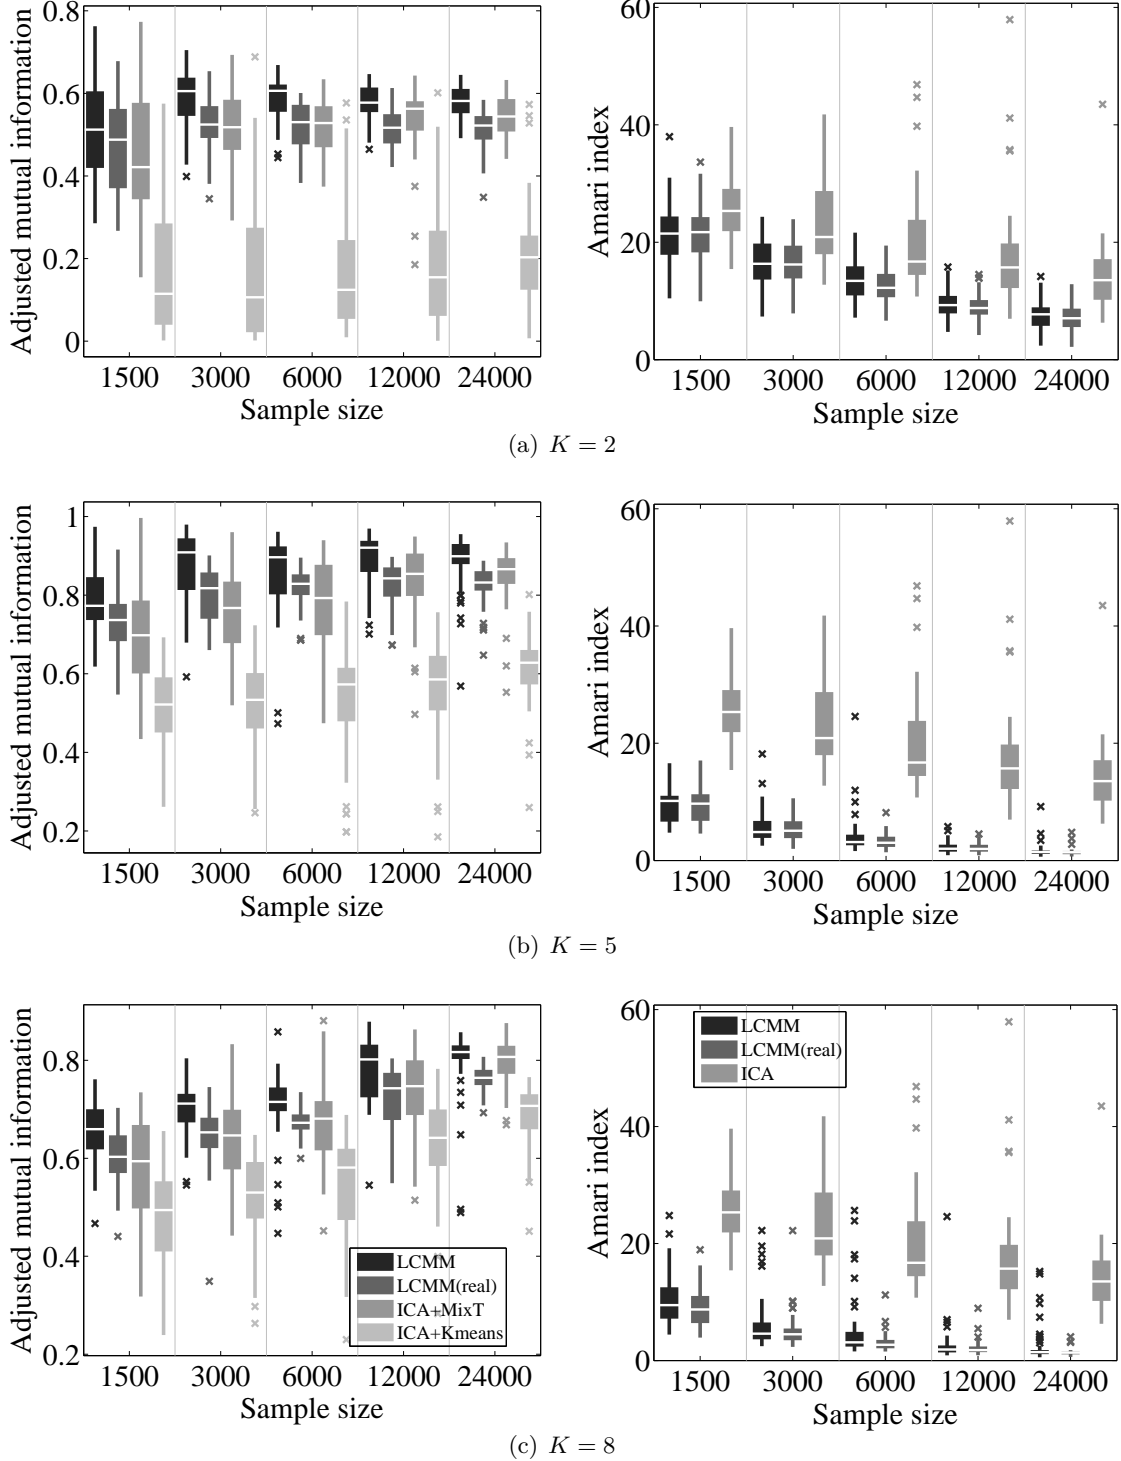 0.8
0.6
0.4
0.2
0
Adjusted mutual information
1500 3000 6000 12000 24000
Sample size
60
40
20
0
Amari index
1500 3000 6000 12000 24000
Sample size
(a) K = 2
1
0.8
0.6
0.4
0.2
Adjusted mutual information
1500 3000 6000 12000 24000
Sample size
60
40
20
0
Amari index
1500 3000 6000 12000 24000
Sample size
(b) K = 5
0.8
0.6
0.4
0.2
Adjusted mutual information
LCMM
LCMM(real)
ICA+MixT
ICA+Kmeans
1500 3000 6000 12000 24000
Sample size
60
40
20
0
Amari index
LCMM
LCMM(real)
ICA
1500 3000 6000 12000 24000
Sample size
(c) K = 8